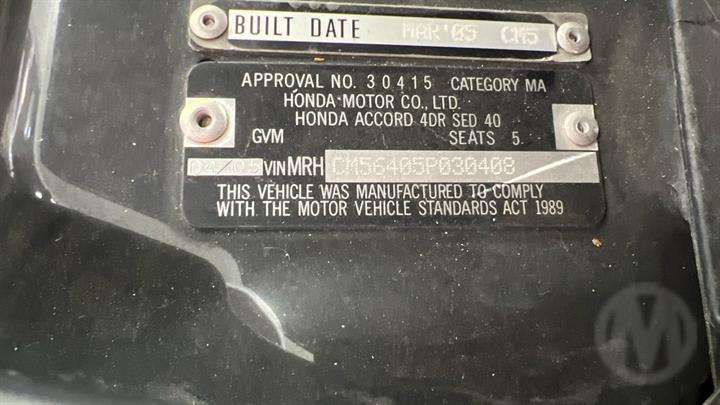 BUILT DATE MAR'05 CM5
APPROVAL NO. 30415 CATEGORY MA
HONDA MOTOR CO., LTD.
HONDA ACCORD 4DR SED 40
GVM SEATS 5
04/05 VIN MRH CM56405P030408
THIS VEHICLE WAS MANUFACTURED TO COMPLY
WITH THE MOTOR VEHICLE STANDARDS ACT 1989
M